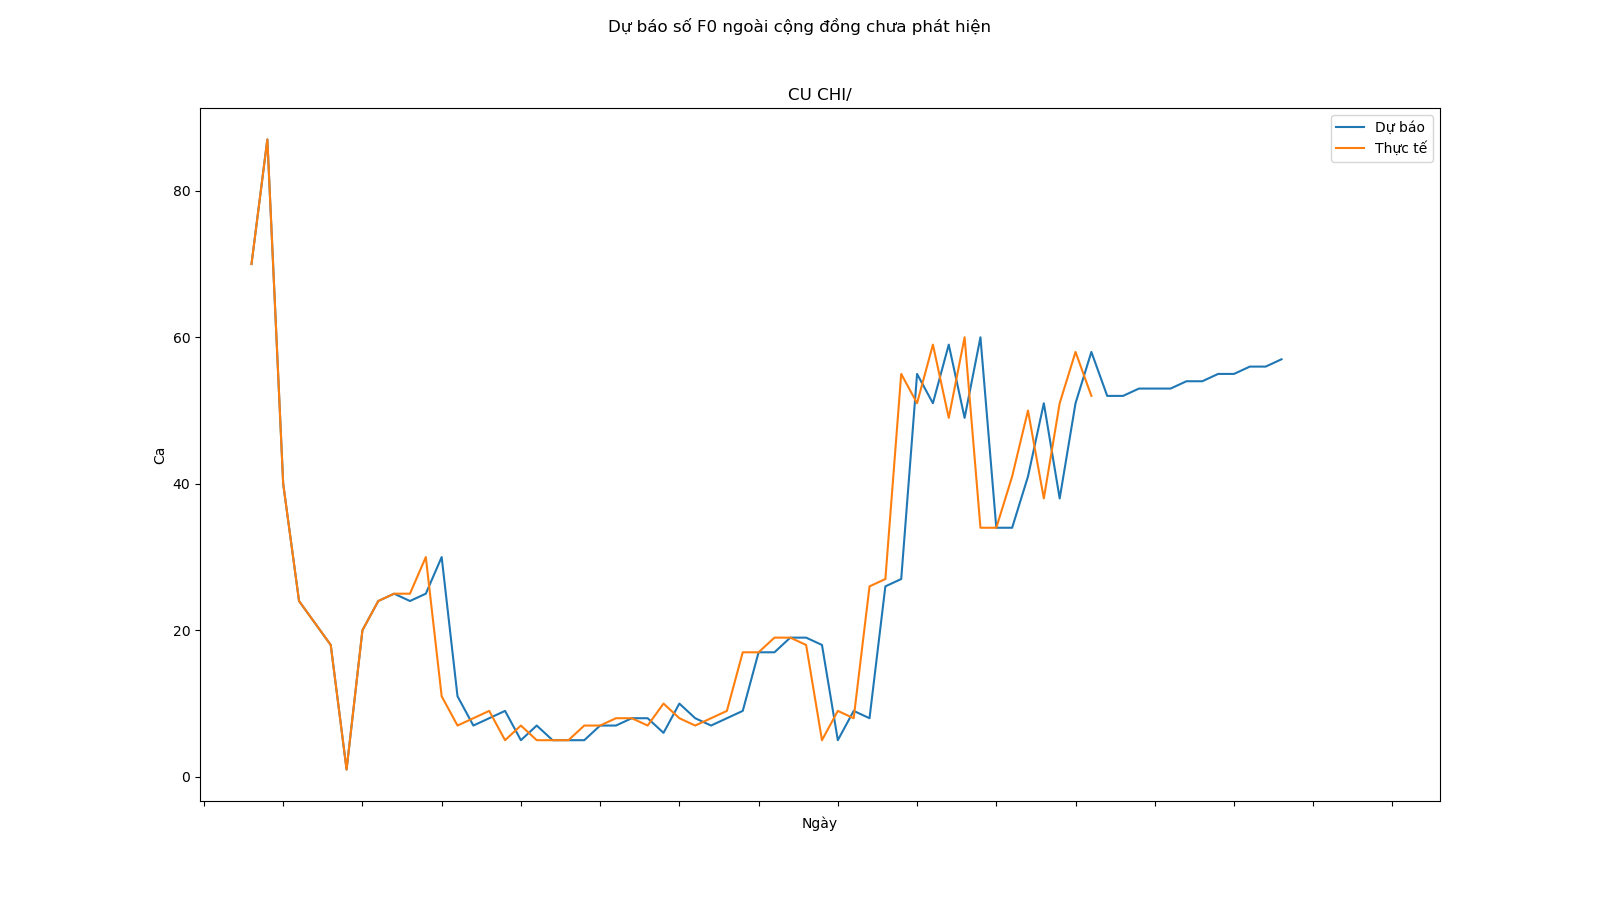 Dự báo số F0 ngoài cộng đồng chưa phát hiện
CU CHI/
Dự báo
Thực tế
80
60
40
20
0
Ca
Ngày